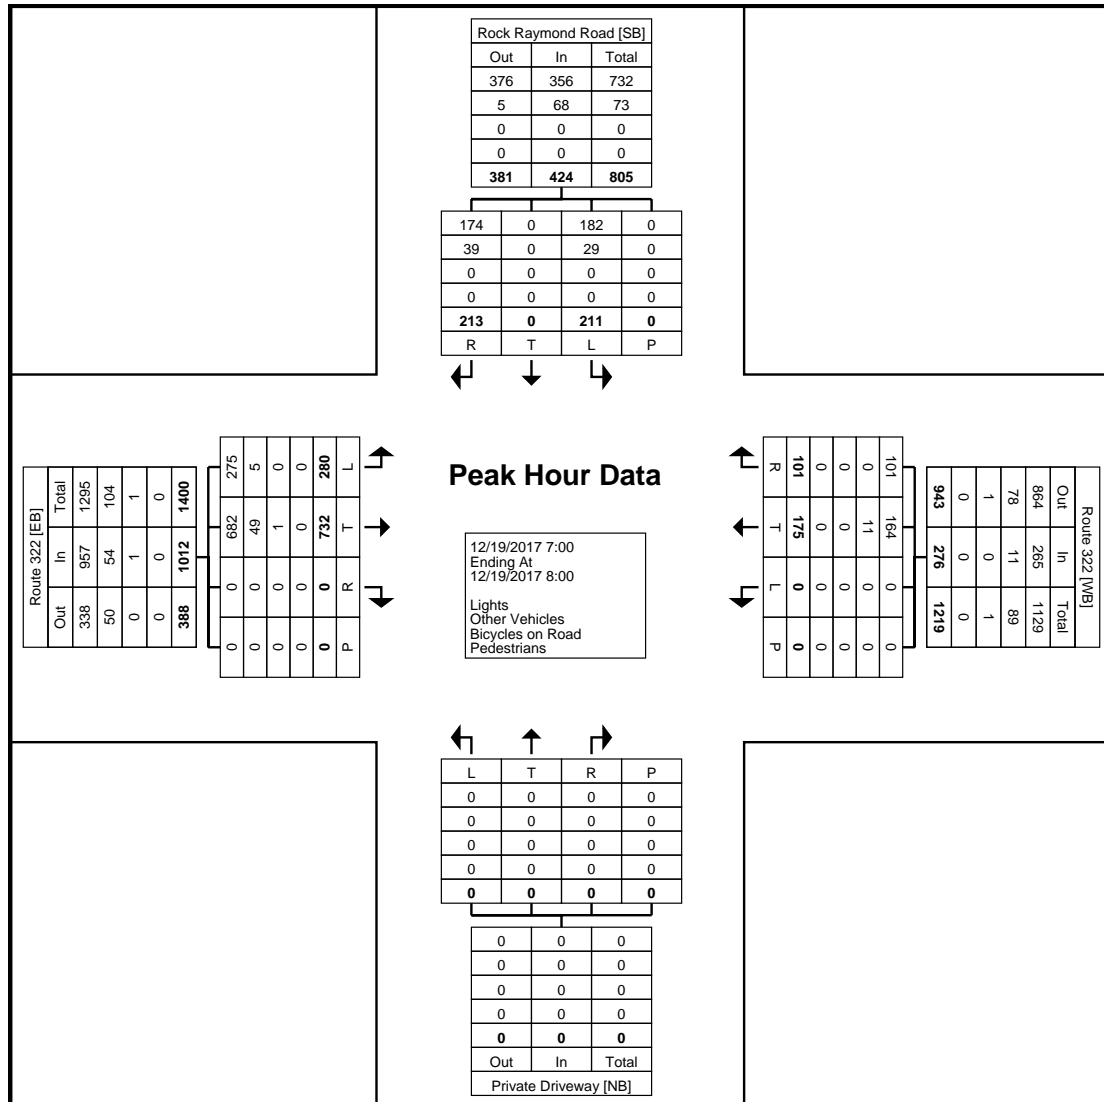 Rock Raymond Road [SB]
Out In Total
376 356 732
5 68 73
0 0 0
0 0 0
381 424 805
174 0 182 0
39 0 29 0
0 0 0 0
0 0 0 0
213 0 211 0
R T L P
Route 322 [EB]
Total 1295 104 1 0 1400
In 957 54 1 0 1012
Out 338 50 0 0 388
275 5 0 0 280 L
682 49 1 0 732 T
0 0 0 0 0 R
0 0 0 0 0 P
Peak Hour Data
12/19/2017 7:00
Ending At
12/19/2017 8:00
Lights
Other Vehicles
Bicycles on Road
Pedestrians
R 101 0 0 0 101
T 175 0 0 11 164
L 0 0 0 0 0
P 0 0 0 0 0
943 0 1 78 864 Out
276 0 0 11 265 In
1219 0 1 89 1129 Total
Route 322 [WB]
L T R P
0 0 0 0
0 0 0 0
0 0 0 0
0 0 0 0
0 0 0 0
0 0 0
0 0 0
0 0 0
0 0 0
0 0 0
Out In Total
Private Driveway [NB]